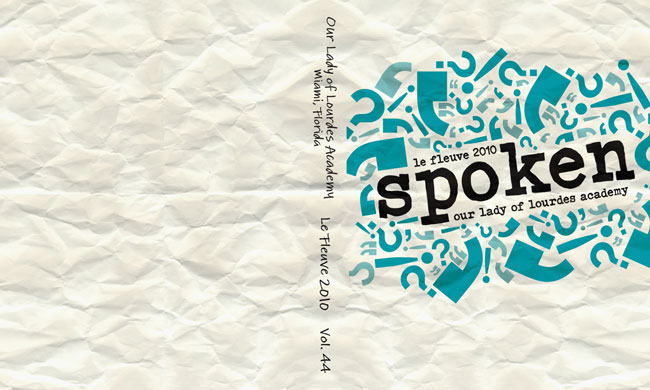 Our Lady of Lourdes Academy Le Fleuve 2010 Vol. 44
Miami, Florida
le fleuve 2010
spoken
our lady of lourdes academy